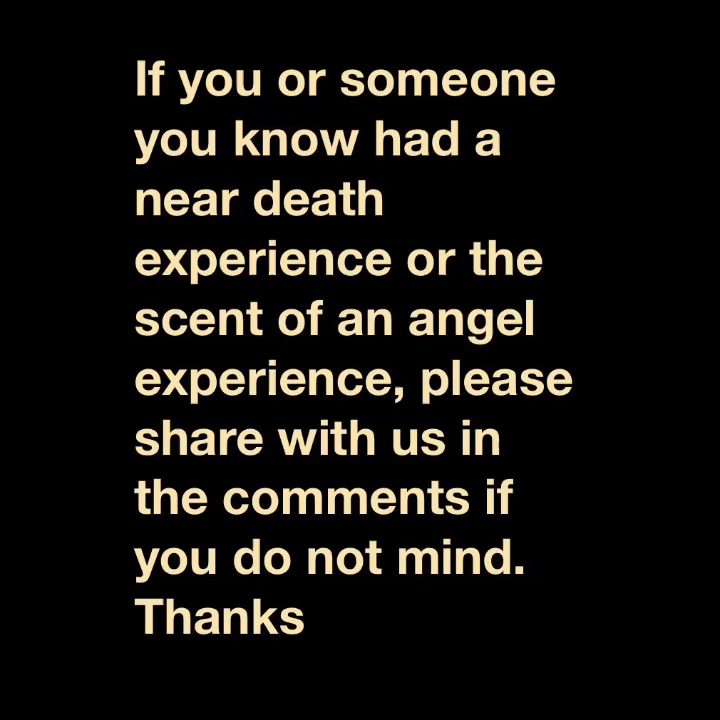 If you or someone
you know had a
near death
experience or the
scent of an angel
experience, please
share with us in
the comments if
you do not mind.
Thanks